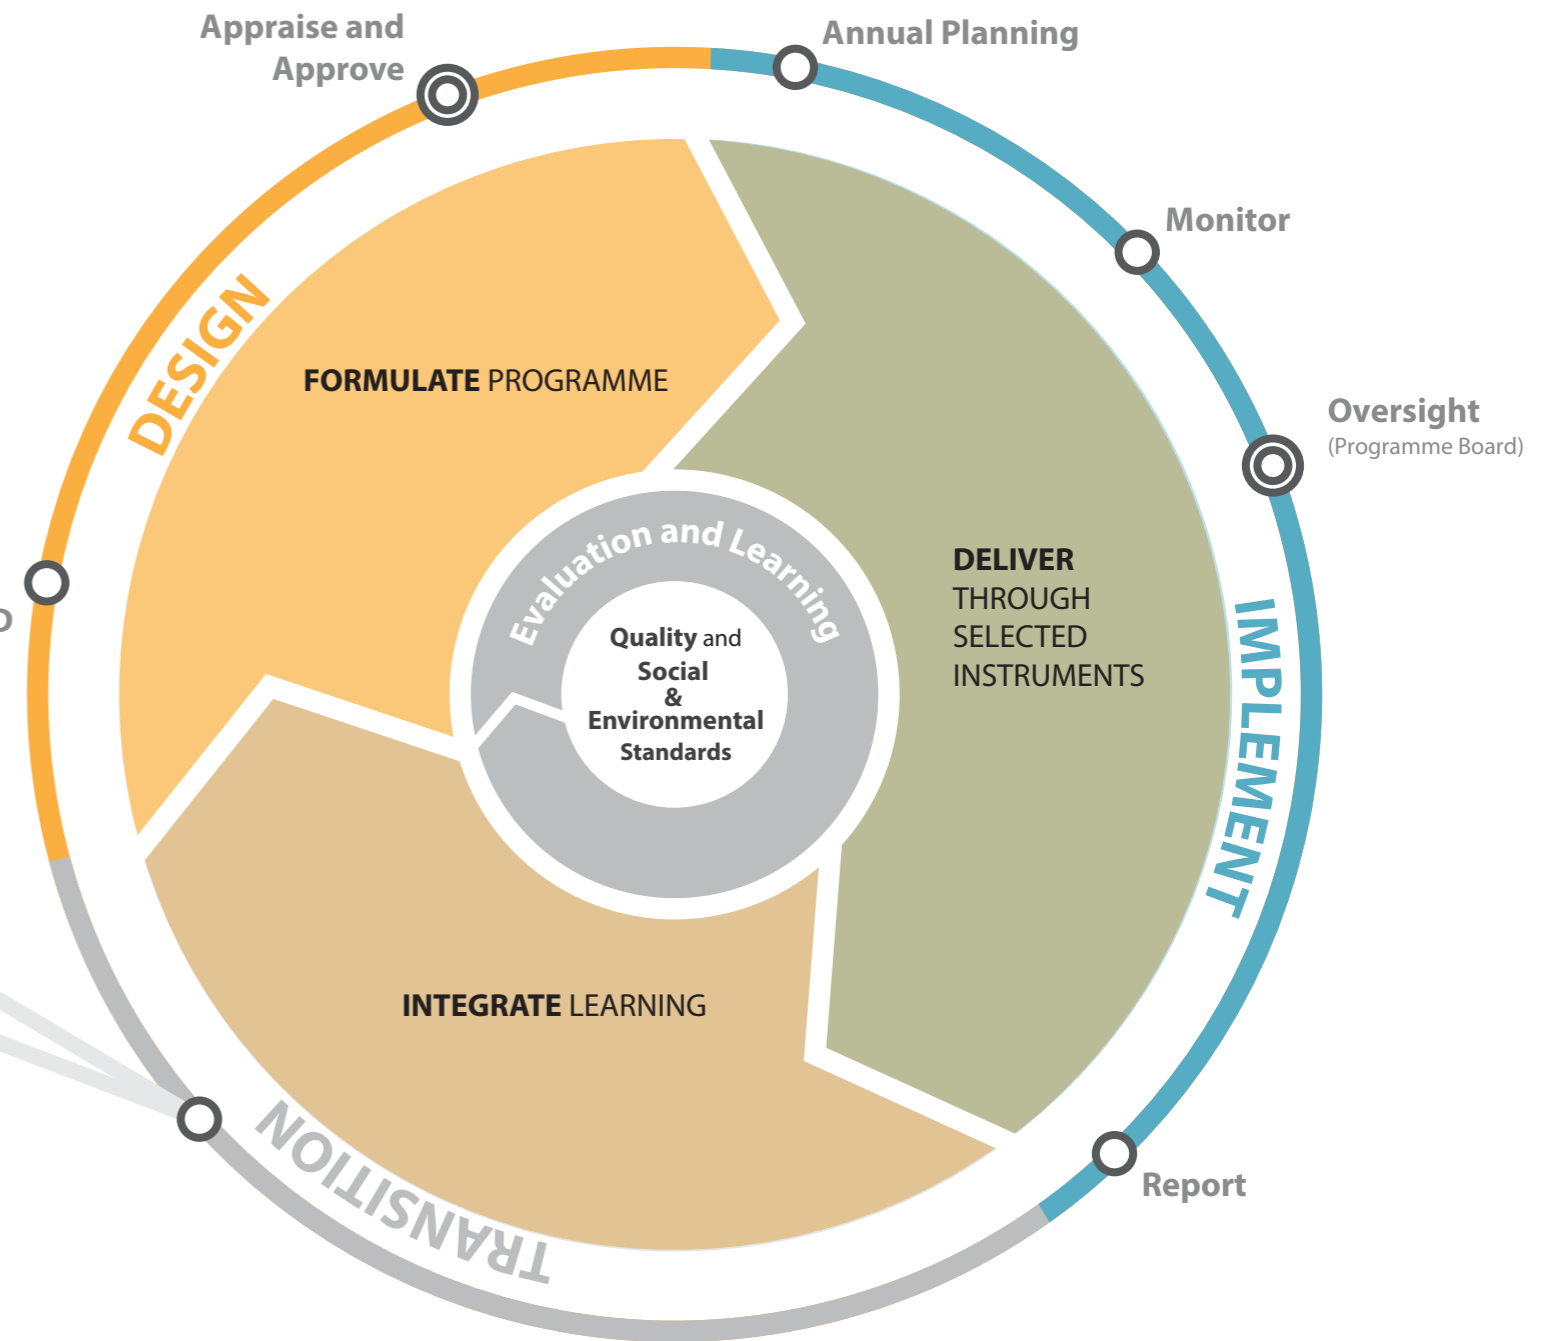 Appraise and
Approve
Annual Planning
Monitor
Oversight
(Programme Board)
DESIGN
FORMULATE PROGRAMME
Evaluation and Learning
Quality and
Social
&
Environmental
Standards
DELIVER
THROUGH
SELECTED
INSTRUMENTS
IMPLEMENT
INTEGRATE LEARNING
TRANSITION
Report